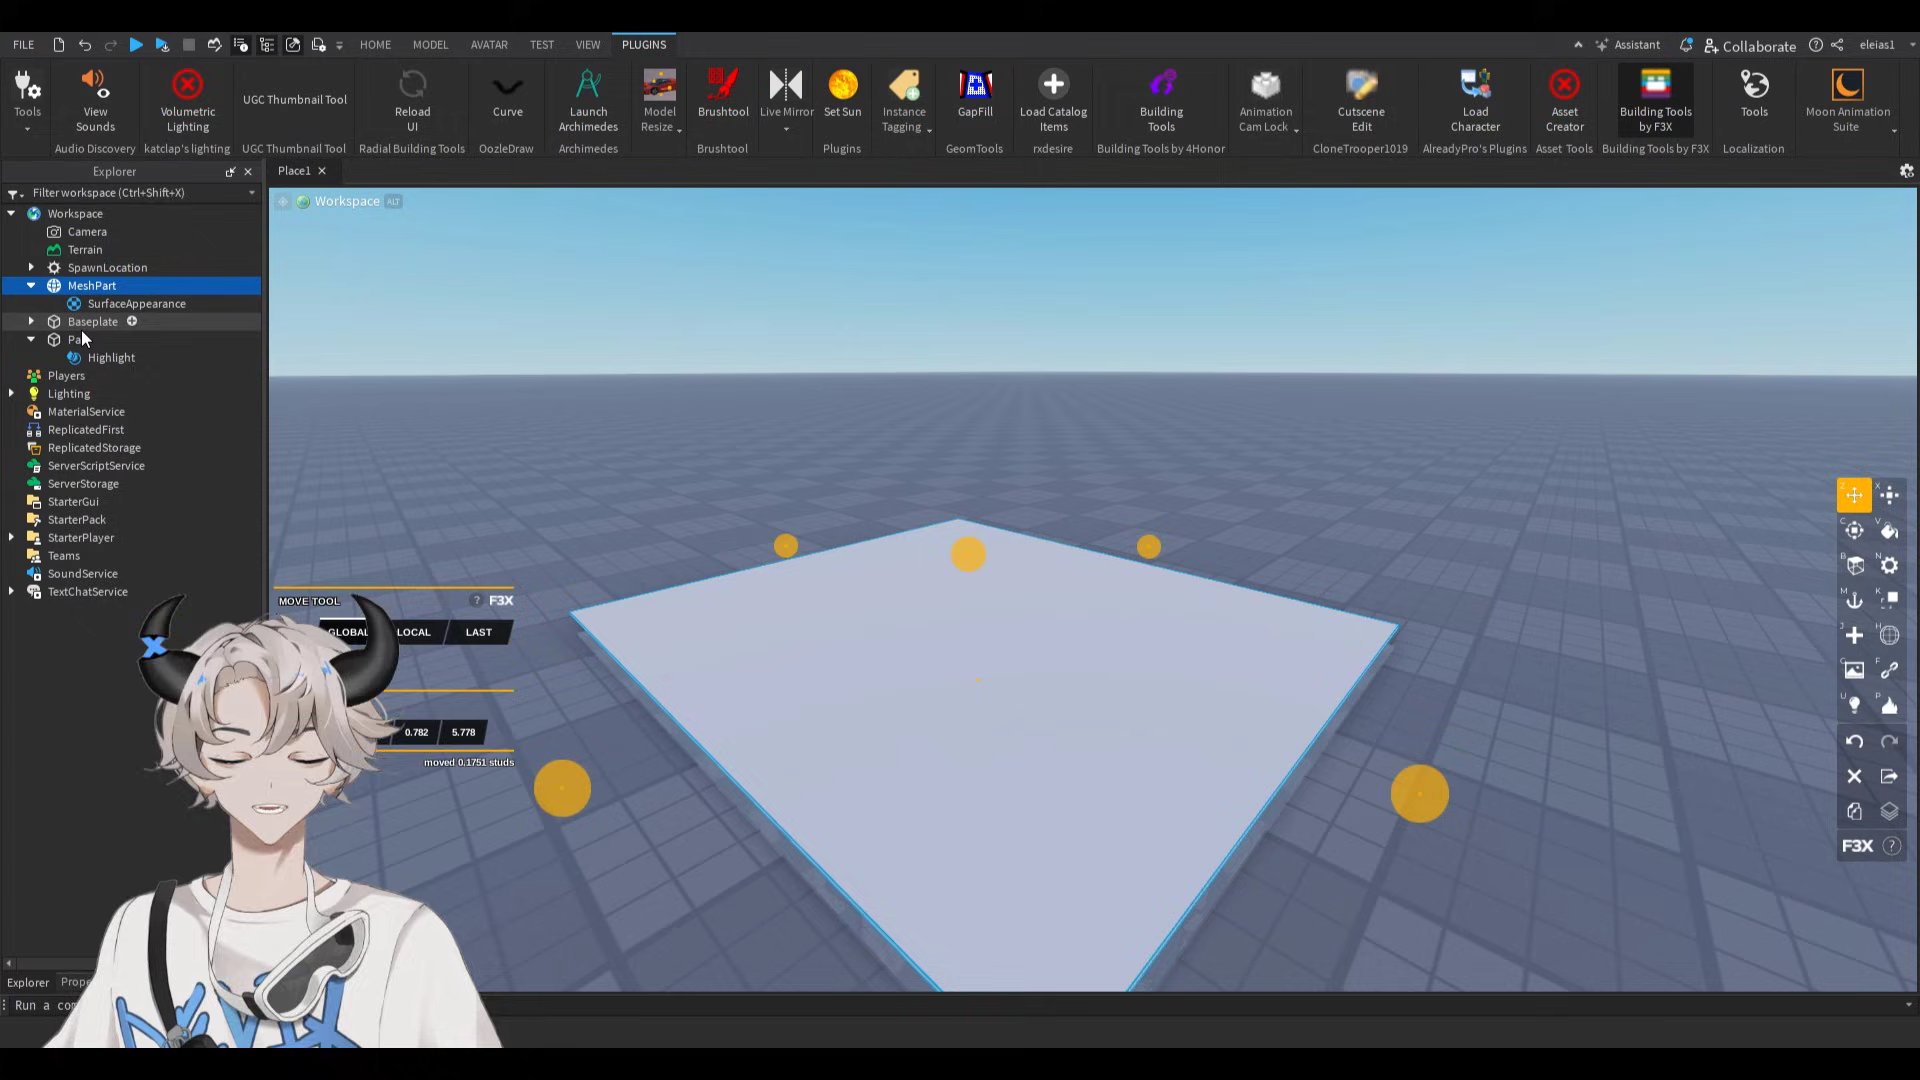 FILE HOME MODEL AVATAR TEST VIEW PLUGINS Assistant Collaborate eleias1
Tools
View Sounds
Audio Discovery
Volumetric Lighting
katclap's lighting
UGC Thumbnail Tool
UGC Thumbnail Tool
Reload UI
Radial Building Tools
Curve
OozleDraw
Launch Archimedes
Archimedes
Model Resize
Brushtool
Brushtool
Live Mirror
Set Sun
Plugins
Instance Tagging
GapFill
GeomTools
Load Catalog Items
rxdesire
Building Tools
Building Tools by 4Honor
Animation Cam Lock
Cutscene Edit
CloneTrooper1019
Load Character
AlreadyPro's Plugins
Asset Creator
Asset Tools
Building Tools by F3X
Building Tools by F3X
Tools
Localization
Moon Animation Suite
Explorer
Place1
Filter workspace (Ctrl+Shift+X)
Workspace ALT
Workspace
Camera
Terrain
SpawnLocation
MeshPart
SurfaceAppearance
Baseplate
Pa
Highlight
Players
Lighting
MaterialService
ReplicatedFirst
ReplicatedStorage
ServerScriptService
ServerStorage
StarterGui
StarterPack
StarterPlayer
Teams
SoundService
TextChatService
MOVE TOOL ? F3X
GLOBAL LOCAL LAST
0.782 5.778
moved 0.1751 studs
Z X
C V
B N
M K
J H
F
U P
F3X ?
Explorer Prope
Run a co